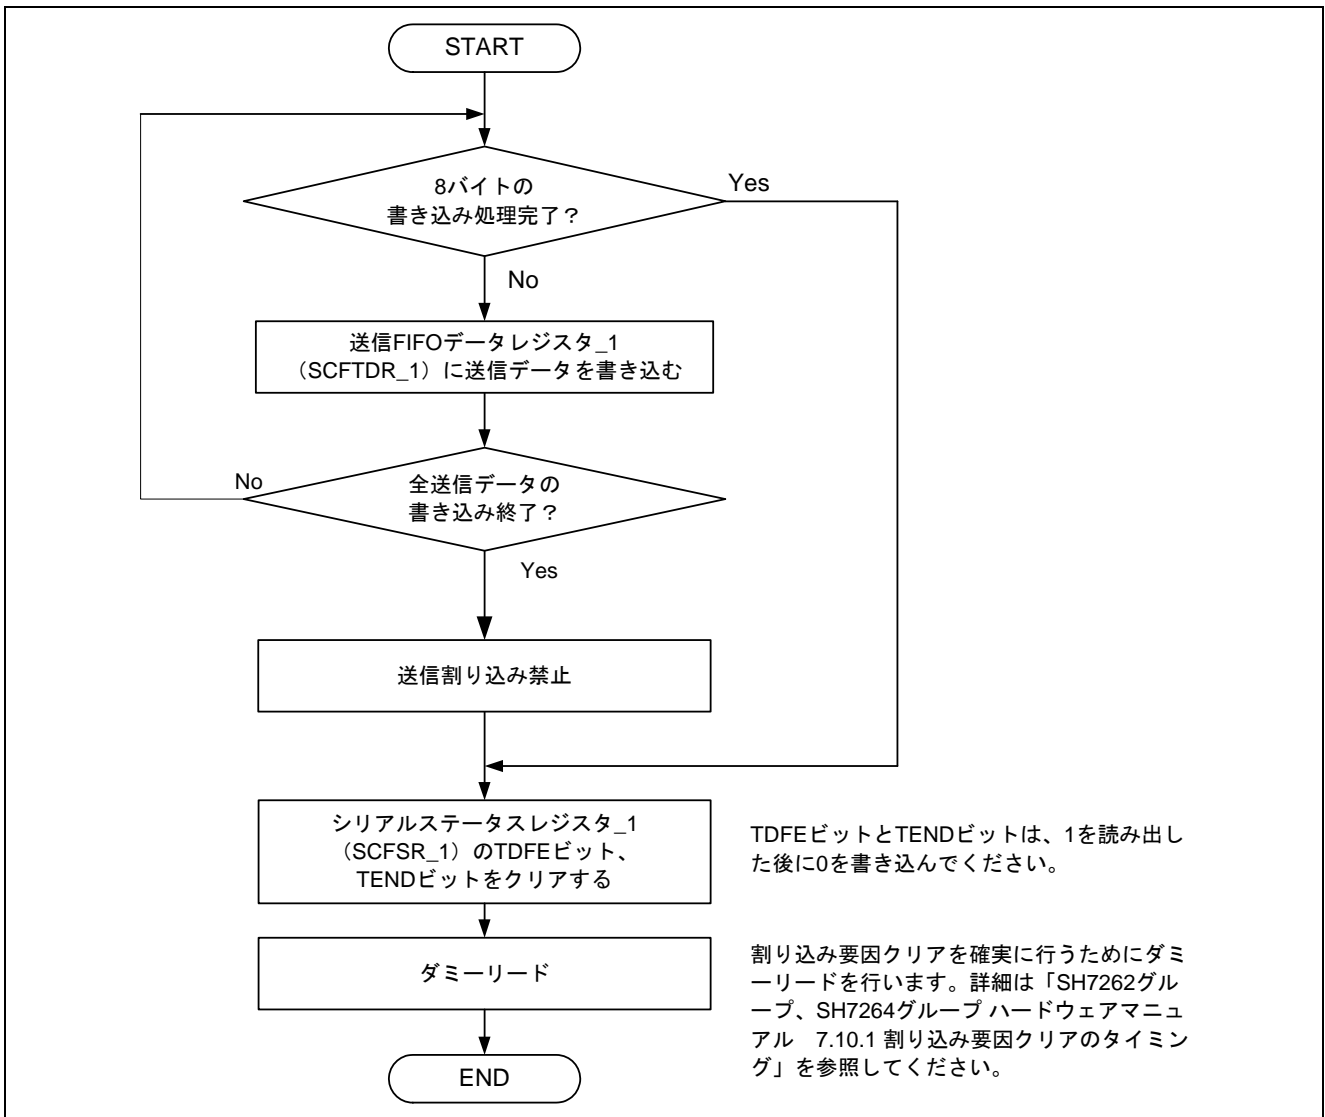 START
8バイトの
書き込み処理完了？
Yes
No
送信FIFOデータレジスタ_1
（SCFTDR_1）に送信データを書き込む
No
全送信データの
書き込み終了？
Yes
送信割り込み禁止
シリアルステータスレジスタ_1
（SCFSR_1）のTDFEビット、
TENDビットをクリアする
TDFEビットとTENDビットは、1を読み出し
た後に0を書き込んでください。
ダミーリード
割り込み要因クリアを確実に行うためにダミ
ーリードを行います。詳細は「SH7262グル
ープ、SH7264グループ ハードウェアマニュ
アル　7.10.1 割り込み要因クリアのタイミン
グ」を参照してください。
END